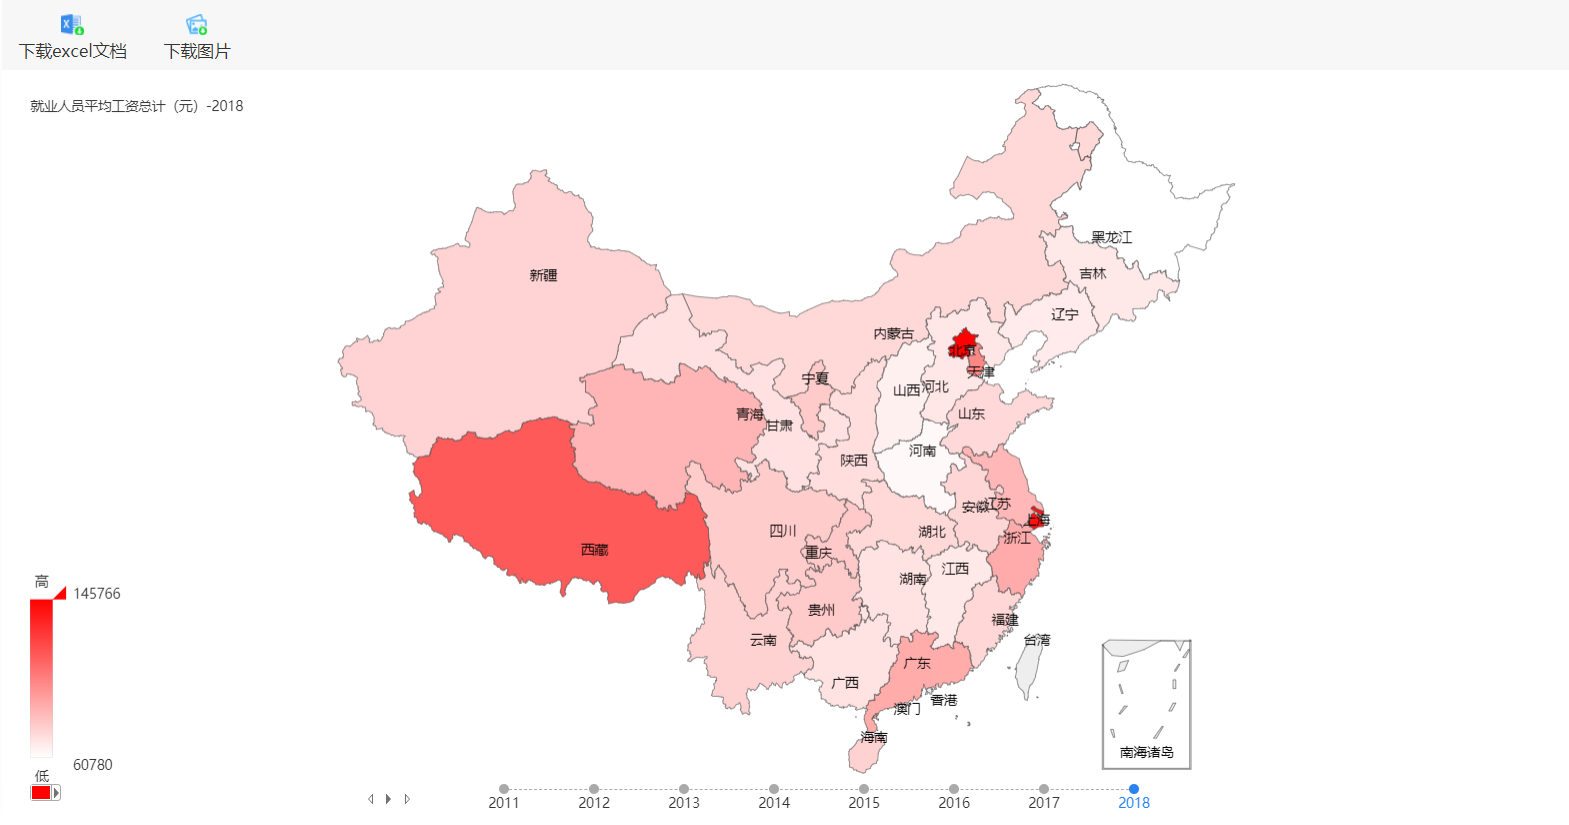 下载excel文档
下载图片
就业人员平均工资总计（元）-2018
黑龙江
新疆
吉林
辽宁
内蒙古
北京
天津
宁夏
山西
河北
青海
甘肃
山东
河南
陕西
安徽
江苏
上海
四川
湖北
浙江
西藏
重庆
江西
湖南
高
145766
贵州
福建
云南
台湾
广东
广西
香港
澳门
海南
南海诸岛
60780
低
2011
2012
2013
2014
2015
2016
2017
2018